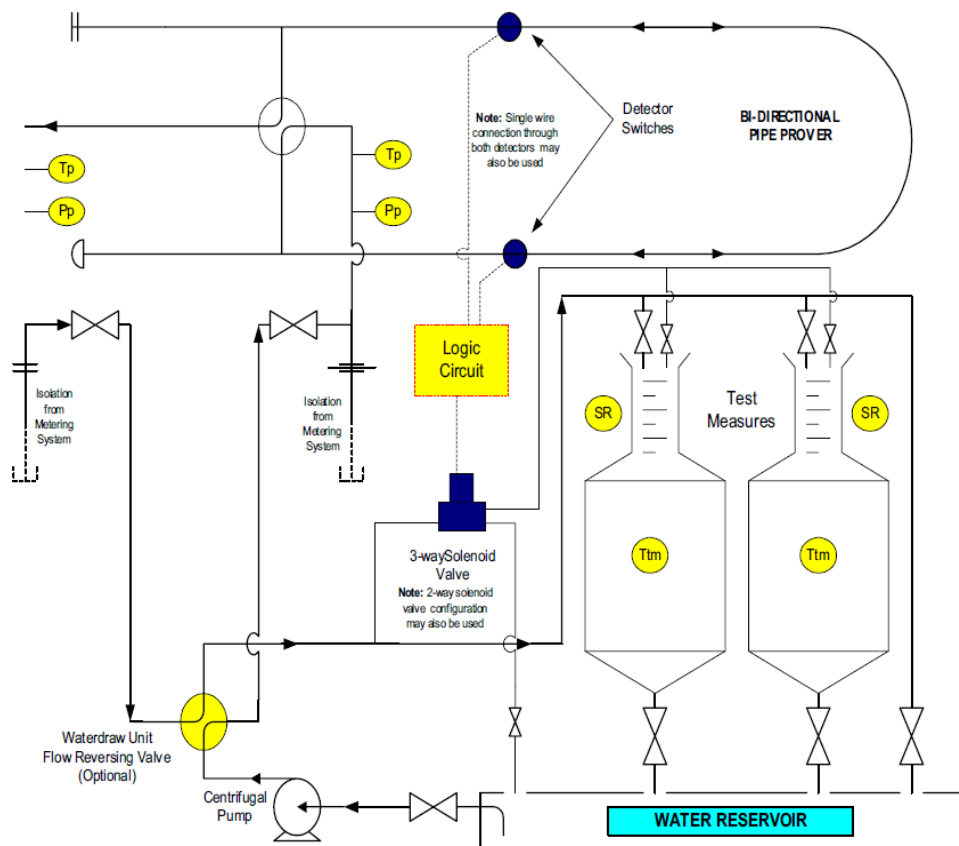 BI-DIRECTIONAL
PIPE PROVER
Detector
Switches
Note: Single wire
connection through
both detectors may
also be used
Tp
Tp
Pp
Pp
Logic
Circuit
Isolation
from
Metering
System
Isolation
from
Metering
System
SR
Test
Measures
SR
3-waySolenoid
Valve
Note: 2-way solenoid
valve configuration
may also be used
Ttm
Ttm
Waterdraw Unit
Flow Reversing Valve
(Optional)
Centrifugal
Pump
WATER RESERVOIR